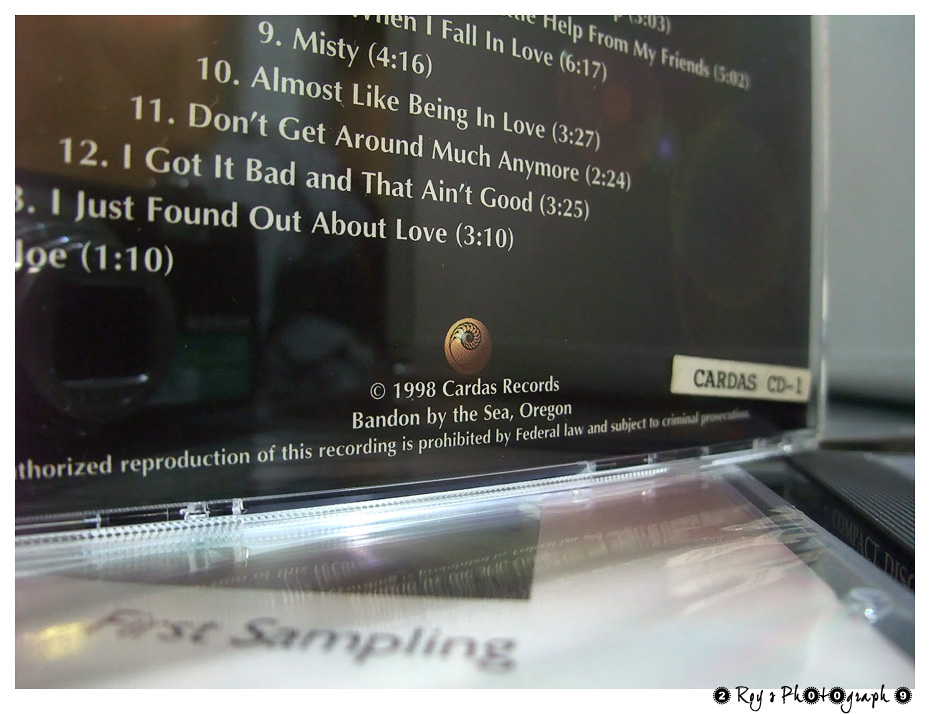 (5:03)
Help From My Friends (5:02)
When I Fall In Love (6:17)
9. Misty (4:16)
10. Almost Like Being In Love (3:27)
11. Don't Get Around Much Anymore (2:24)
12. I Got It Bad and That Ain't Good (3:25)
3. I Just Found Out About Love (3:10)
Joe (1:10)
© 1998 Cardas Records
Bandon by the Sea, Oregon
CARDAS CD-1
thorized reproduction of this recording is prohibited by Federal law and subject to criminal prosecution.
COMPACT DISC
First Sampling
2 Roy's Ph0t0graph 9